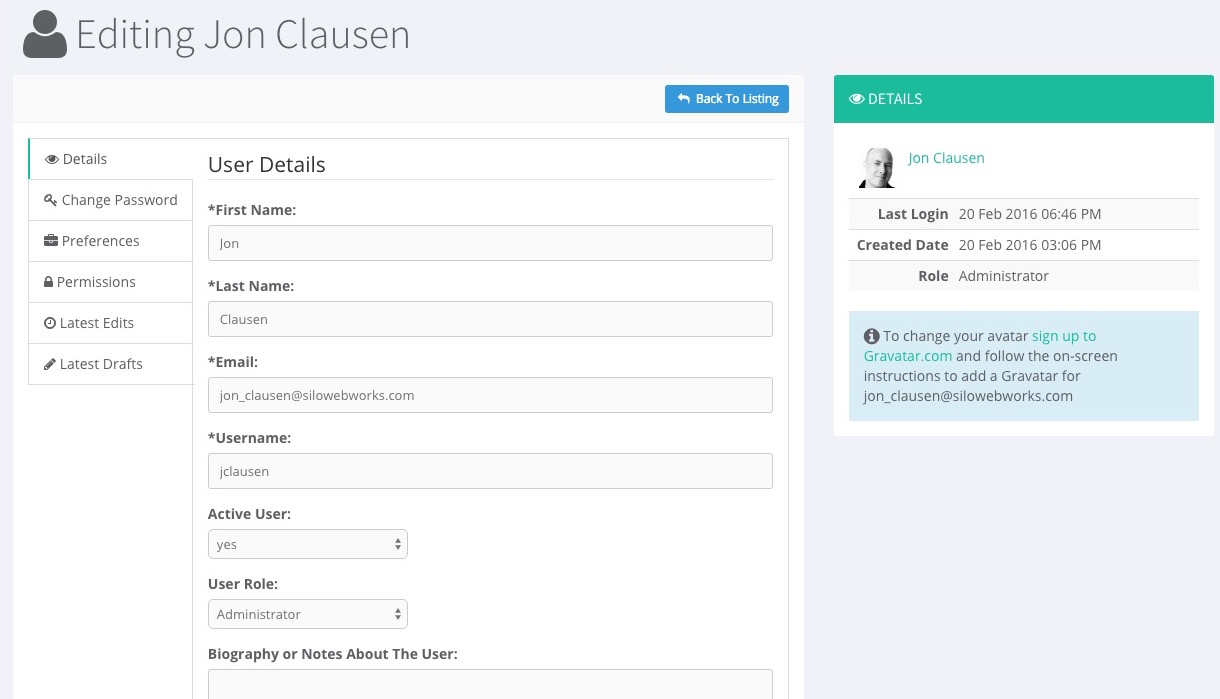 Editing Jon Clausen
Back To Listing
Details
Change Password
Preferences
Permissions
Latest Edits
Latest Drafts
User Details
*First Name:
Jon
*Last Name:
Clausen
*Email:
jon_clausen@silowebworks.com
*Username:
jclausen
Active User:
yes
User Role:
Administrator
Biography or Notes About The User:
DETAILS
Jon Clausen
Last Login 20 Feb 2016 06:46 PM
Created Date 20 Feb 2016 03:06 PM
Role Administrator
To change your avatar sign up to
Gravatar.com and follow the on-screen
instructions to add a Gravatar for
jon_clausen@silowebworks.com